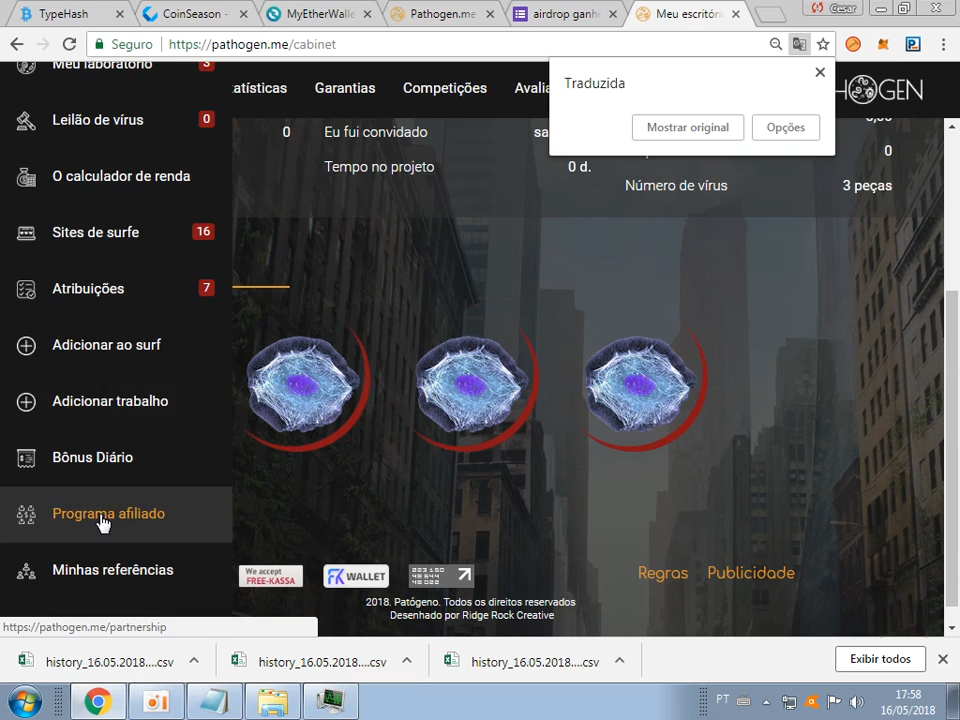 TypeHash
CoinSeason -
MyEtherWalle
Pathogen.me
airdrop ganh
Meu escritóri
Cesar
Seguro
https://pathogen.me/cabinet
Traduzida
Mostrar original
Opções
Meu laboratório
3
Leilão de vírus
0
O calculador de renda
Sites de surfe
16
Atribuições
7
Adicionar ao surf
Adicionar trabalho
Bônus Diário
Programa afiliado
Minhas referências
https://pathogen.me/partnership
atísticas
Garantias
Competições
Avalia
HOGEN
0
Eu fui convidado
sa
Tempo no projeto
0 d.
0
Número de vírus
3 peças
We accept
FREE-KASSA
FK WALLET
Regras
Publicidade
2018. Patógeno. Todos os direitos reservados
Desenhado por Ridge Rock Creative
history_16.05.2018....csv
history_16.05.2018....csv
history_16.05.2018....csv
Exibir todos
PT
17:58
16/05/2018